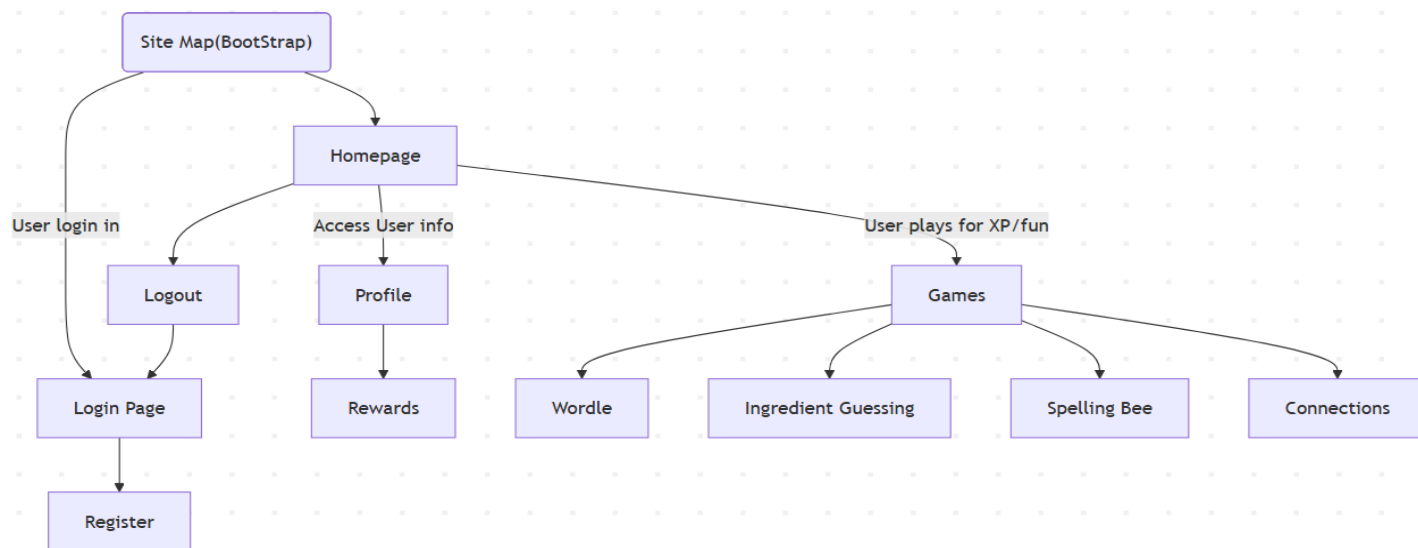 Site Map(BootStrap)
Homepage
User login in
Access User info
User plays for XP/fun
Logout
Profile
Games
Login Page
Rewards
Wordle
Ingredient Guessing
Spelling Bee
Connections
Register